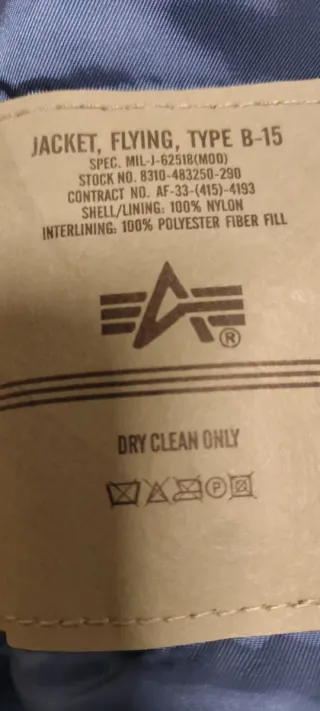 JACKET, FLYING, TYPE B-15
SPEC. MIL-J-6251B(MOD)
STOCK NO. 8310-483250-290
CONTRACT NO. AF-33-(415)-4193
SHELL/LINING: 100% NYLON
INTERLINING: 100% POLYESTER FIBER FILL
®
DRY CLEAN ONLY
P